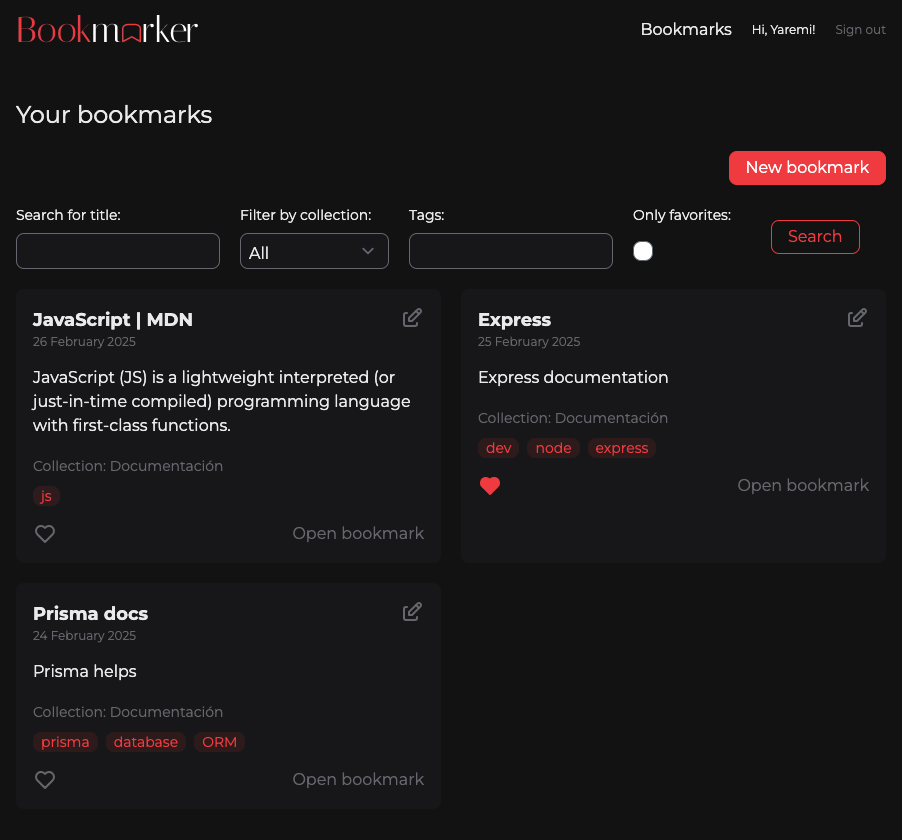 Bookmarker
Bookmarks
Hi, Yaremi!
Sign out
Your bookmarks
New bookmark
Search for title:
Filter by collection:
Tags:
Only favorites:
All
Search
JavaScript | MDN
26 February 2025
JavaScript (JS) is a lightweight interpreted (or
just-in-time compiled) programming language
with first-class functions.
Collection: Documentación
js
Open bookmark
Express
25 February 2025
Express documentation
Collection: Documentación
dev node express
Open bookmark
Prisma docs
24 February 2025
Prisma helps
Collection: Documentación
prisma database ORM
Open bookmark